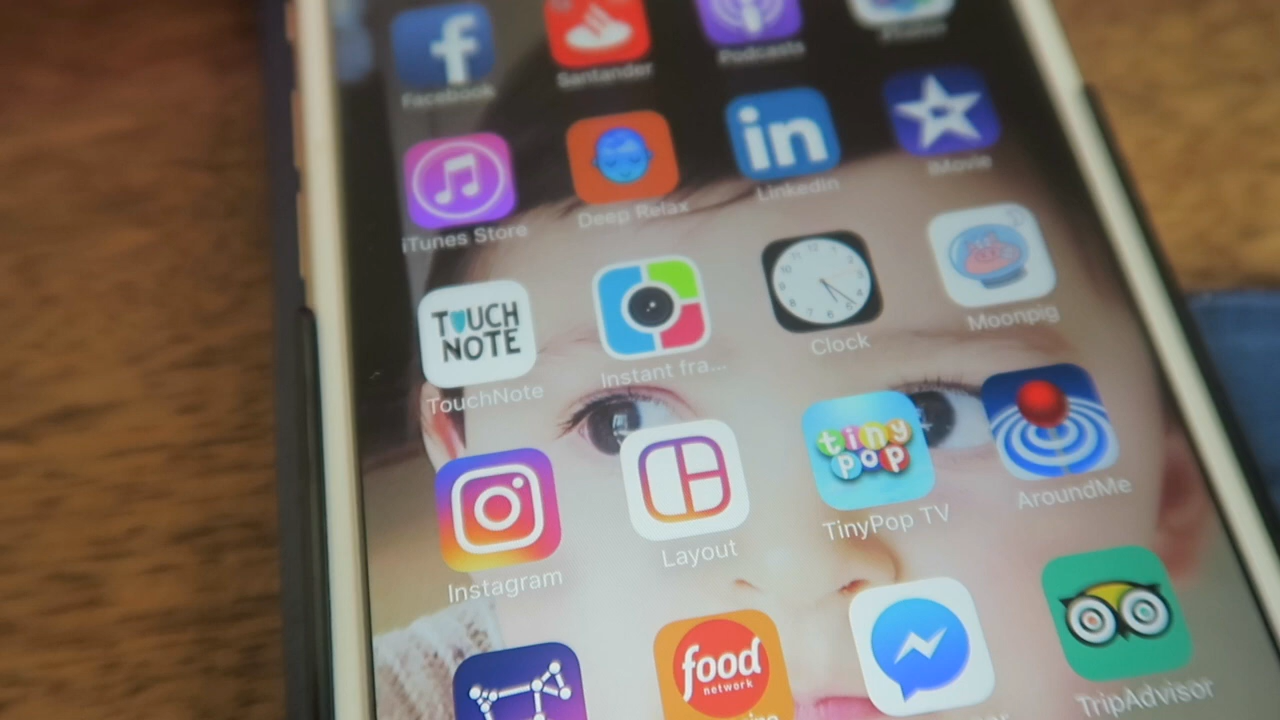 f
Facebook
Santander
Podcasts
iTunes Store
Deep Relax
in
LinkedIn
iMovie
TOUCH
NOTE
TouchNote
Instant fra...
Clock
Moonpig
Instagram
Layout
tiny
pop
TinyPop TV
AroundMe
food
network
TripAdvisor